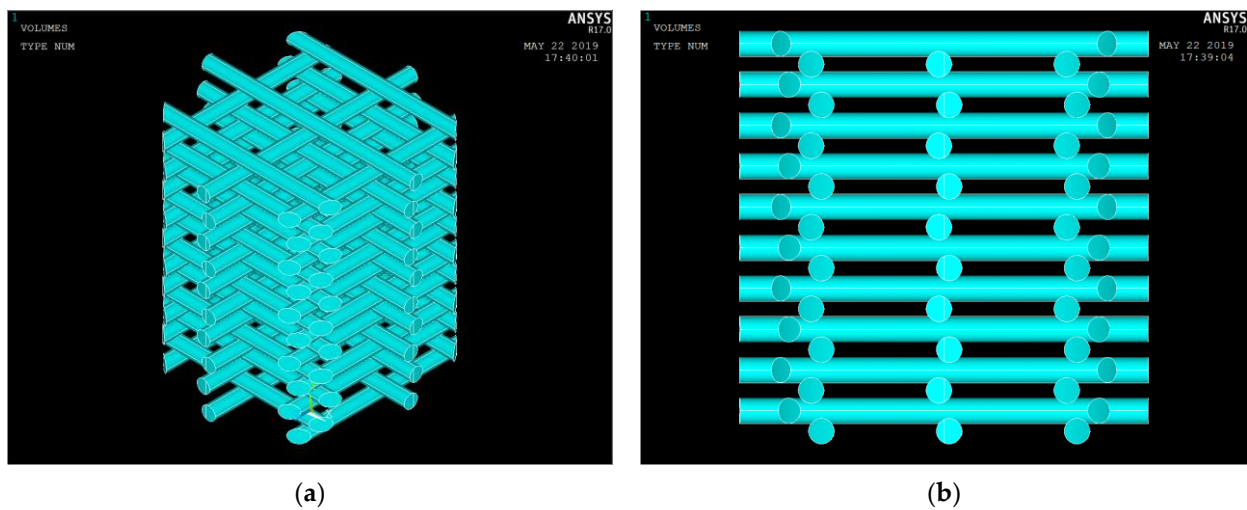 1
VOLUMES
TYPE NUM
ANSYS
R17.0
MAY 22 2019
17:40:01
1
VOLUMES
TYPE NUM
ANSYS
R17.0
MAY 22 2019
17:39:04
(a)
(b)